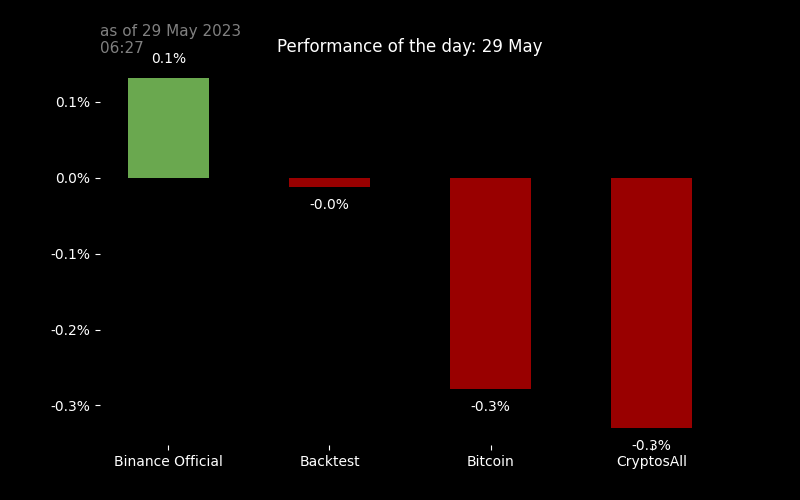 as of 29 May 2023
06:27
Performance of the day: 29 May
0.1%
0.1%
0.0%
-0.1%
-0.2%
-0.3%
-0.0%
-0.3%
-0.3%
Binance Official
Backtest
Bitcoin
CryptosAll